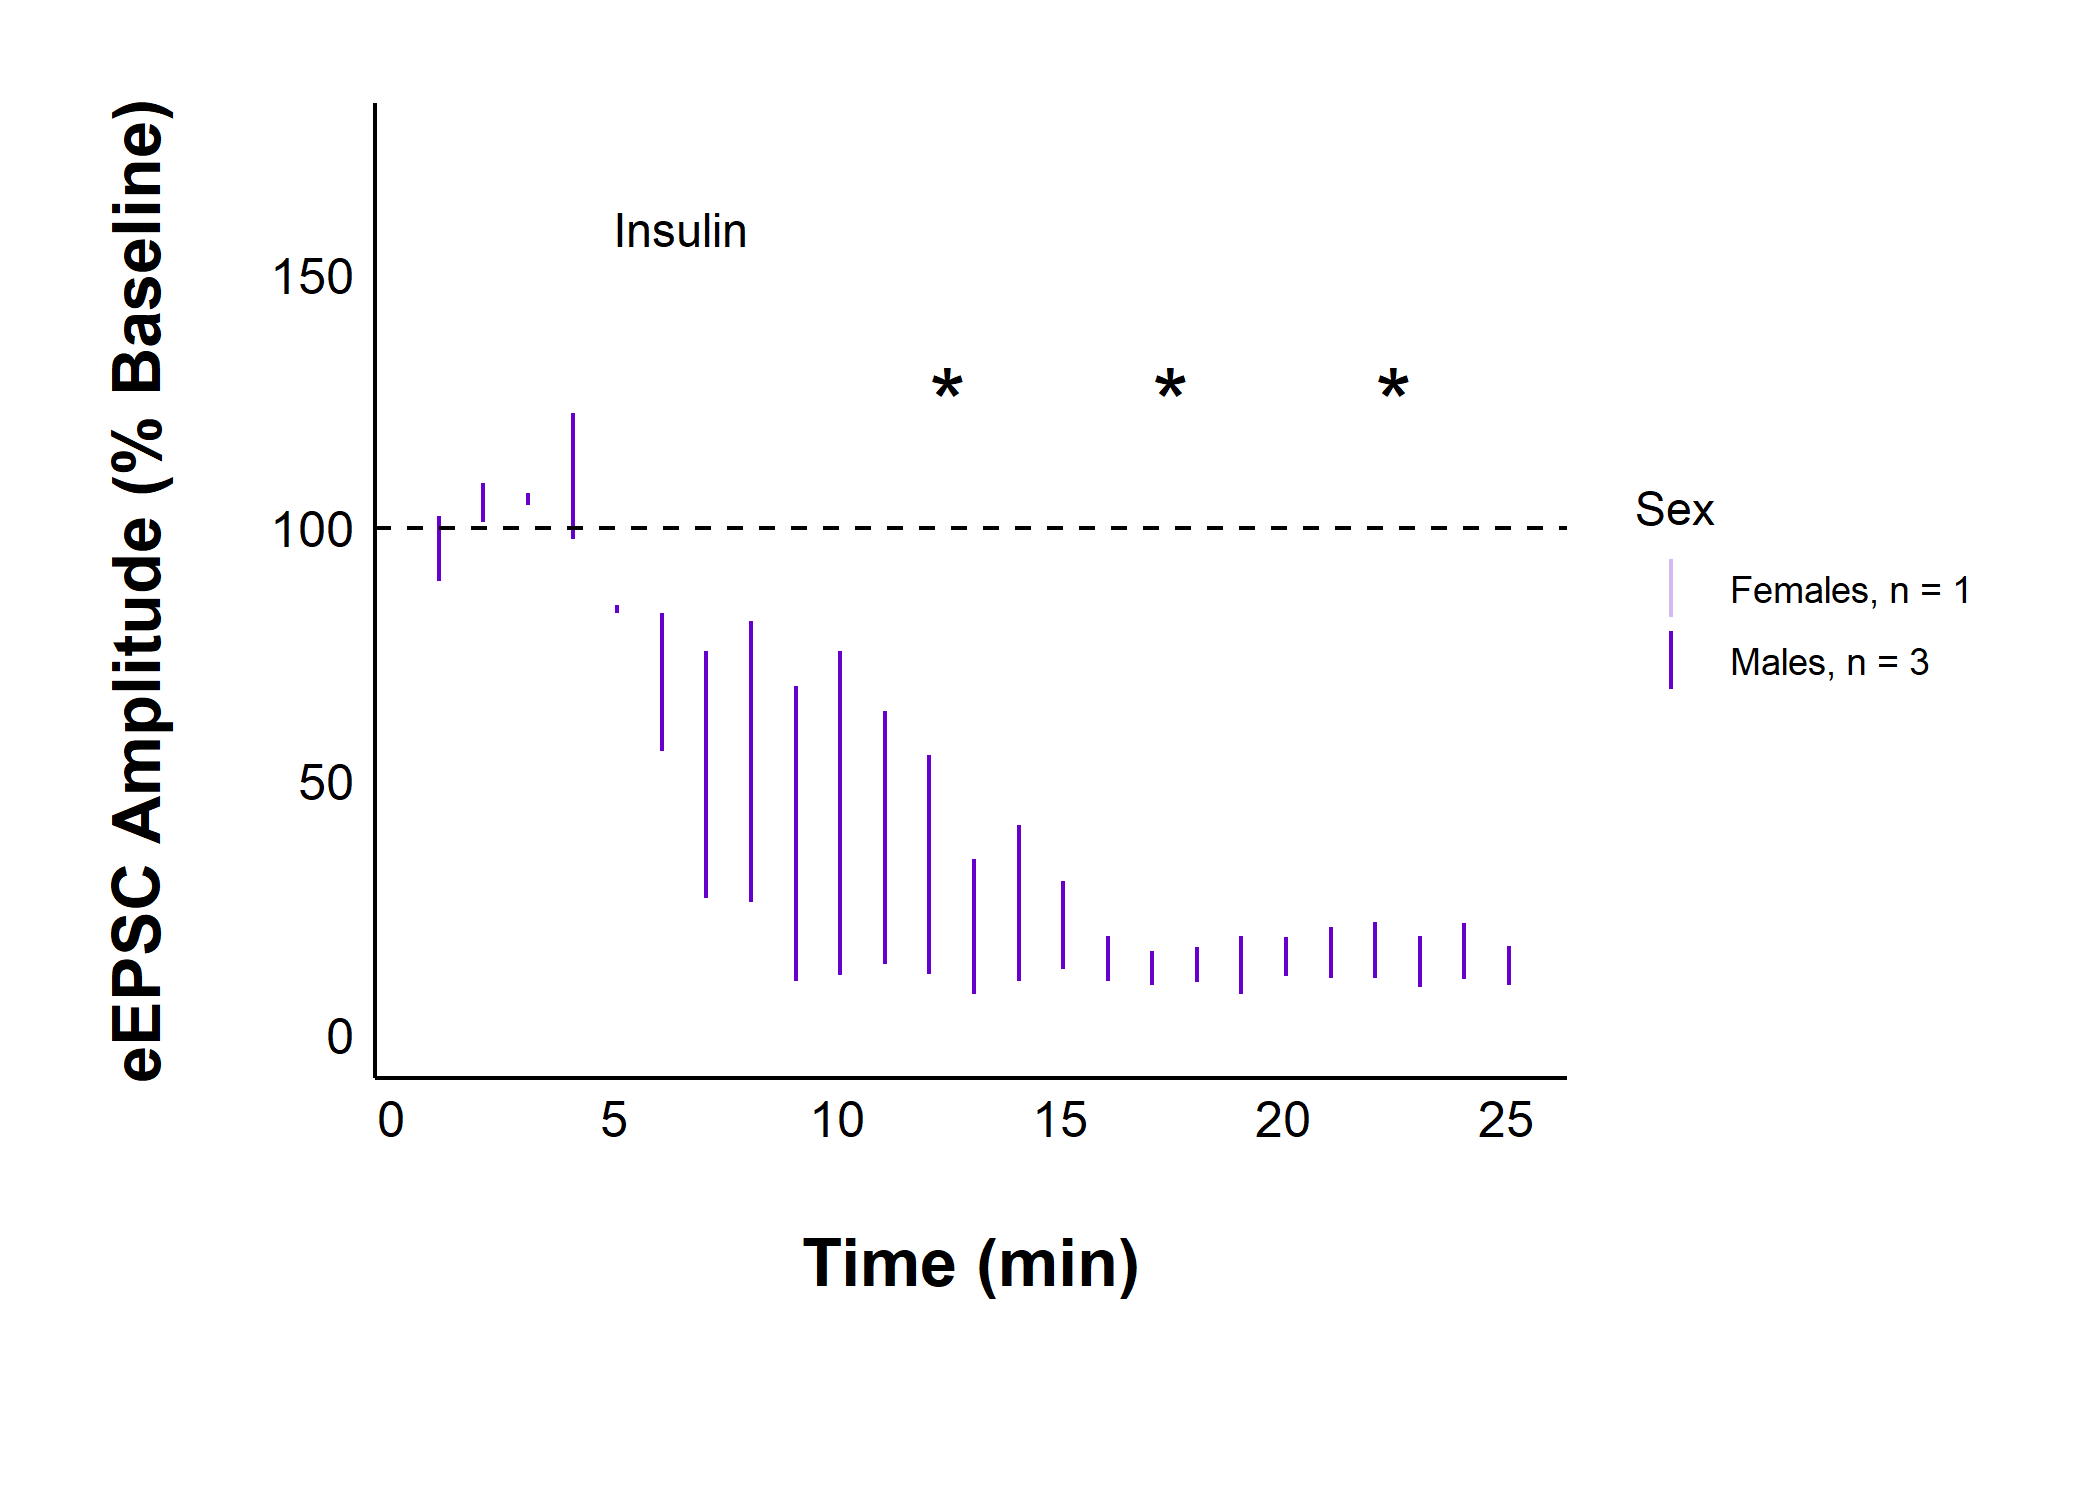 eEPSC Amplitude (% Baseline)
Insulin
150
* * *
100
50
0
0 5 10 15 20 25
Time (min)
Sex
Females, n = 1
Males, n = 3